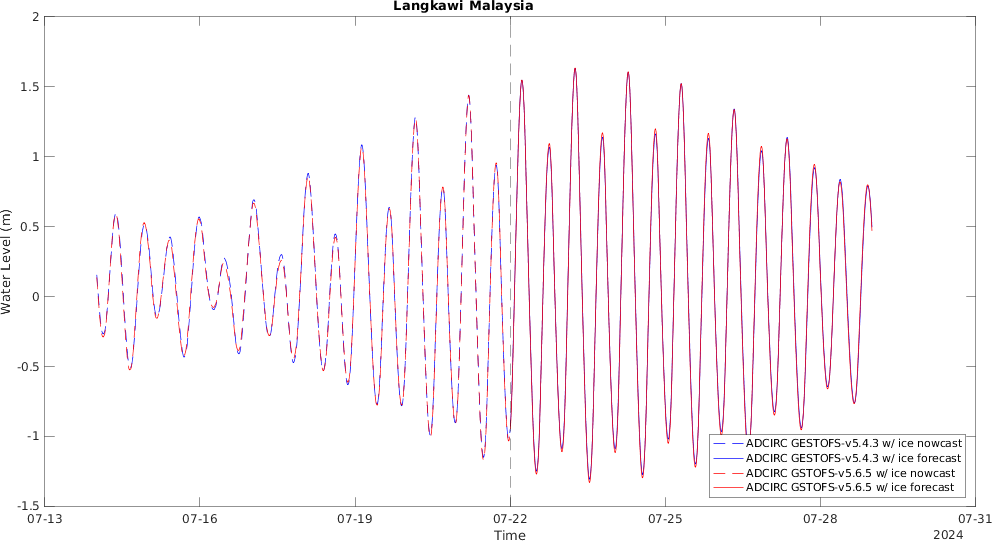 Langkawi Malaysia
2
1.5
1
0.5
0
-0.5
-1
-1.5
Water Level (m)
ADCIRC GESTOFS-v5.4.3 w/ ice nowcast
ADCIRC GESTOFS-v5.4.3 w/ ice forecast
ADCIRC GSTOFS-v5.6.5 w/ ice nowcast
ADCIRC GSTOFS-v5.6.5 w/ ice forecast
07-13 07-16 07-19 07-22 07-25 07-28 07-31
Time
2024